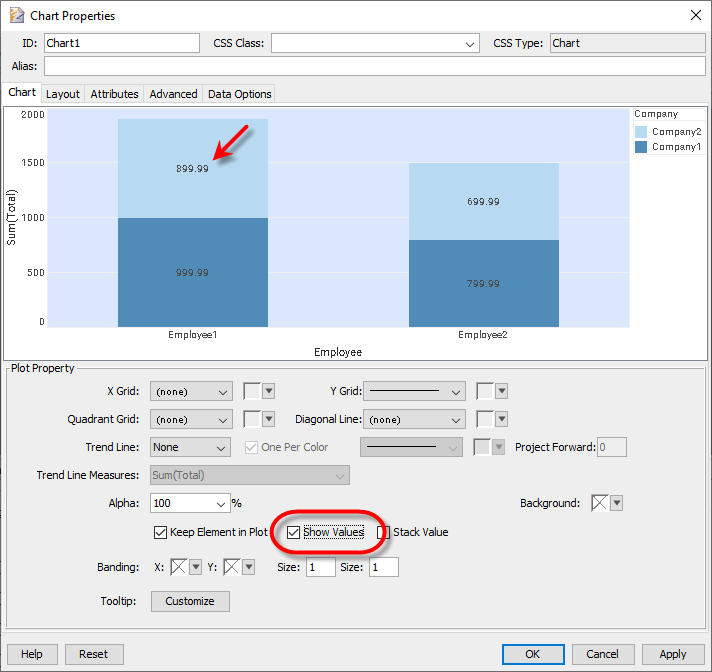 Chart Properties
ID: Chart1 CSS Class: CSS Type: Chart
Alias:
Chart Layout Attributes Advanced Data Options
2000
1500
1000
500
0
Sum(Total)
899.99
999.99
699.99
799.99
Employee1 Employee2
Employee
Company
Company2
Company1
Plot Property
X Grid: (none) Y Grid:
Quadrant Grid: (none) Diagonal Line: (none)
Trend Line: None One Per Color Project Forward: 0
Trend Line Measures: Sum(Total)
Alpha: 100 % Background:
Keep Element in Plot Show Values Stack Value
Banding: X: Y: Size: 1 Size: 1
Tooltip: Customize
Help Reset OK Cancel Apply